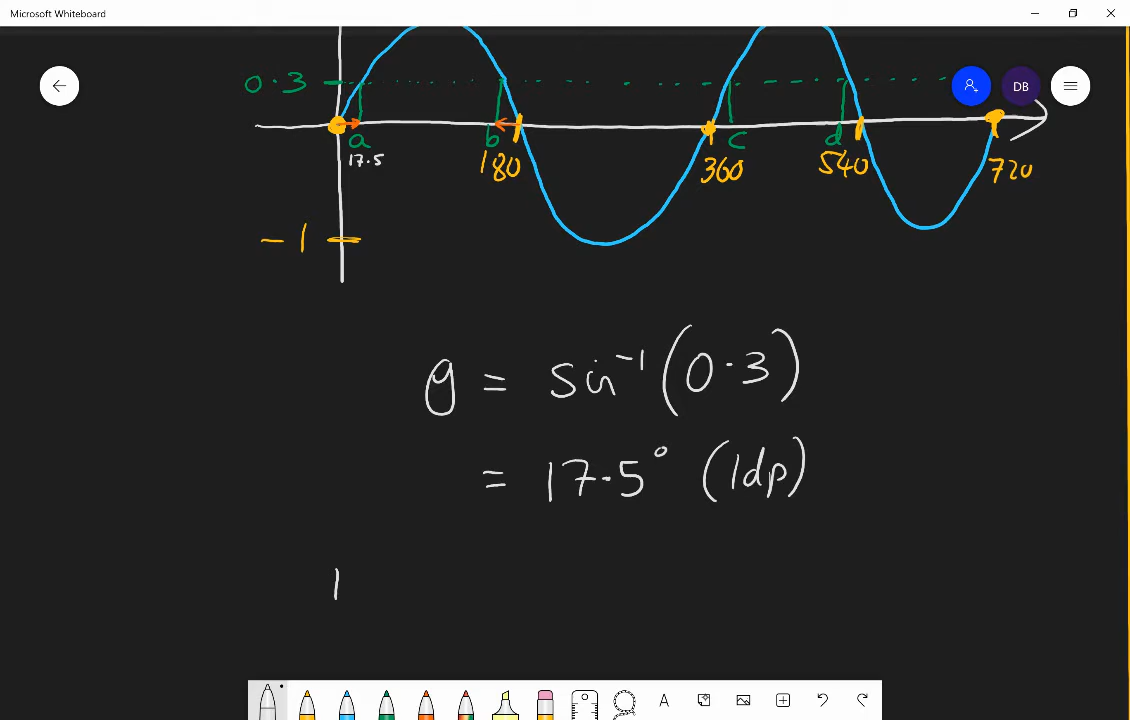 Microsoft Whiteboard
0.3
DB
a b c d
17.5
180 360 540 720
-1
g = sin⁻¹(0.3)
= 17.5° (1dp)
1
A